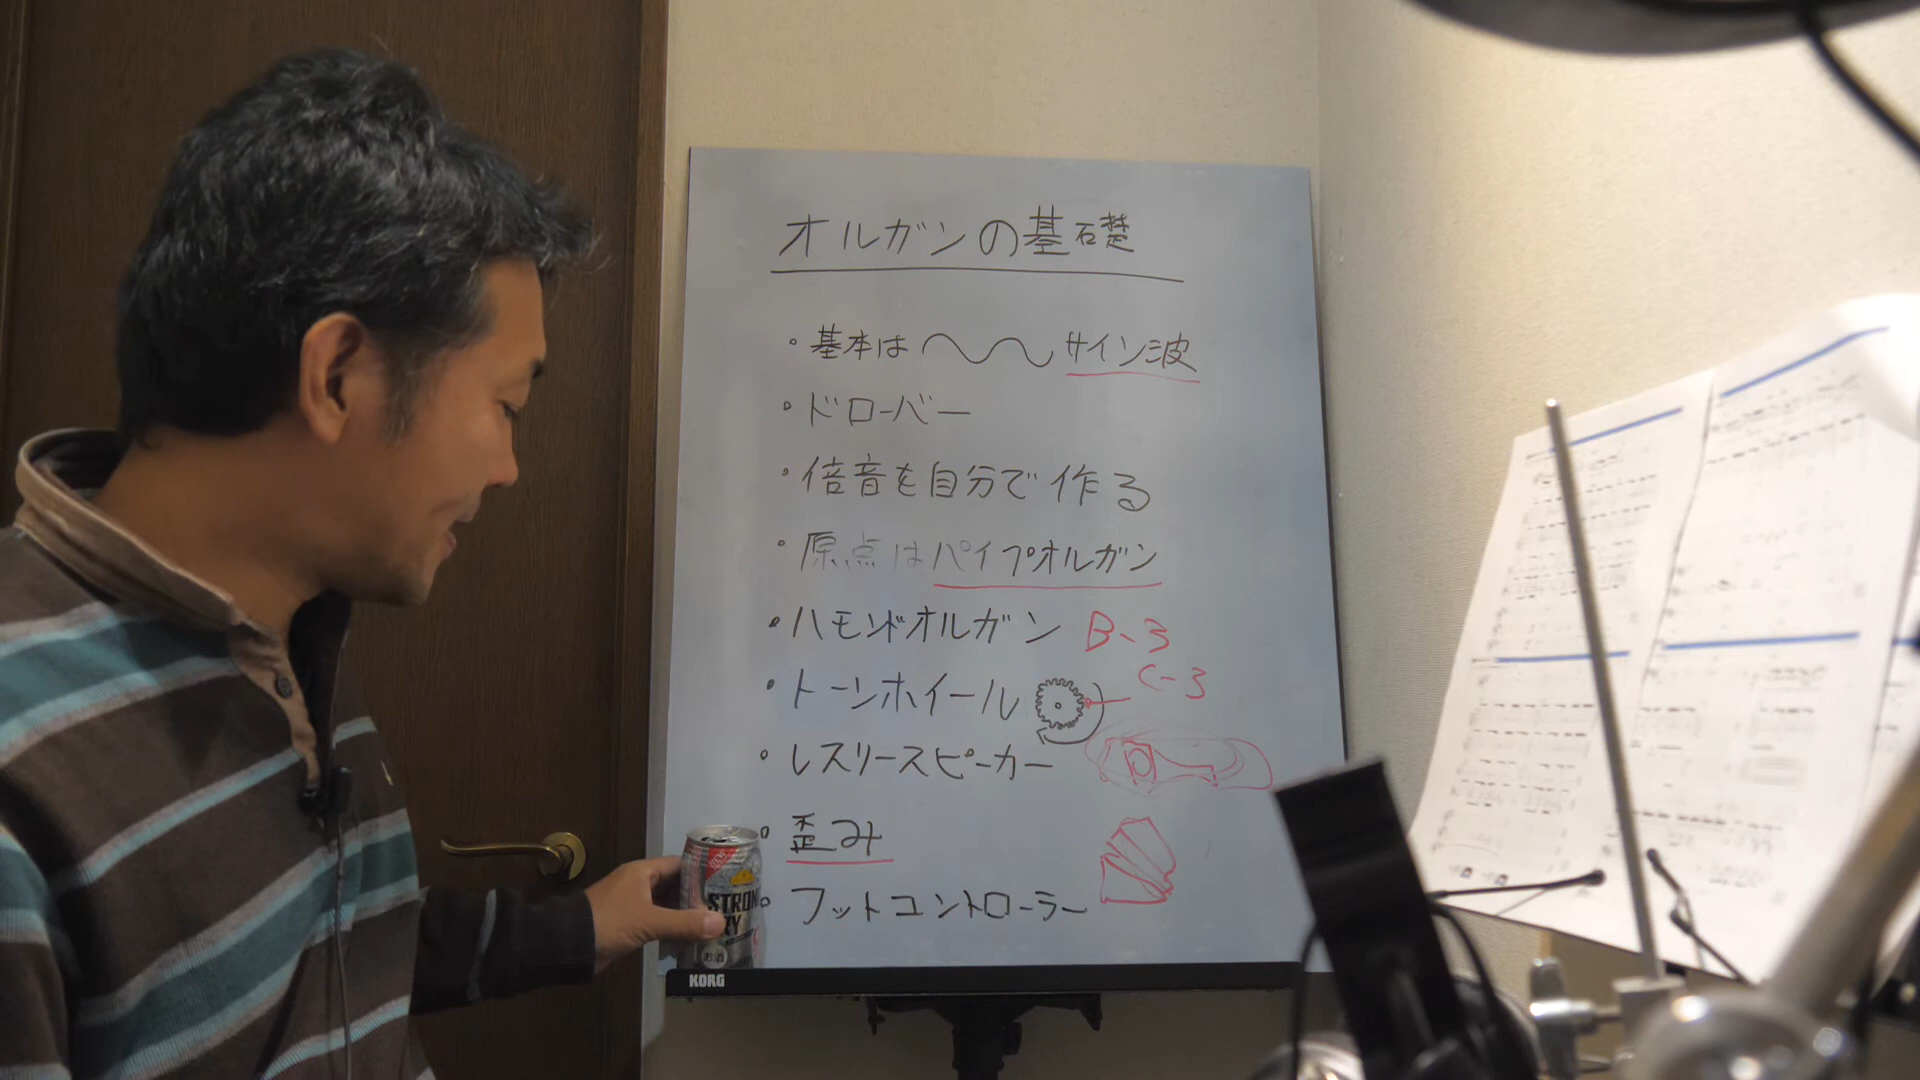 オルガンの基礎
・基本は サイン波
・ドローバー
・倍音を自分で作る
・原点はパイプオルガン
・ハモンドオルガン B-3
C-3
・トーンホイール
・レスリースピーカー
・歪み
・フットコントローラー
STRON
お酒
KORG